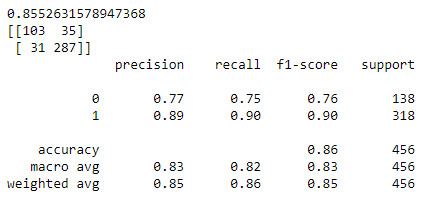 0.8552631578947368
[[103  35]
 [ 31 287]]
              precision    recall  f1-score   support

           0       0.77      0.75      0.76       138
           1       0.89      0.90      0.90       318

    accuracy                           0.86       456
   macro avg       0.83      0.82      0.83       456
weighted avg       0.85      0.86      0.85       456